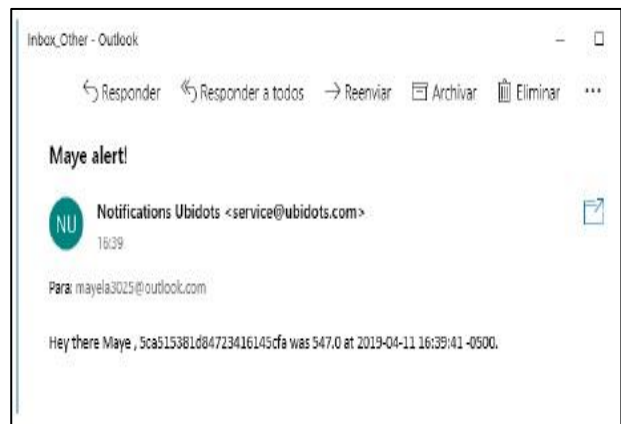 Inbox_Other - Outlook
Responder Responder a todos Reenviar Archivar Eliminar ...
Maye alert!
NU Notifications Ubidots <service@ubidots.com>
16:39
Para: mayela3025@outlook.com
Hey there Maye , 5ca515381d84723416145cfa was 547.0 at 2019-04-11 16:39:41 -0500.